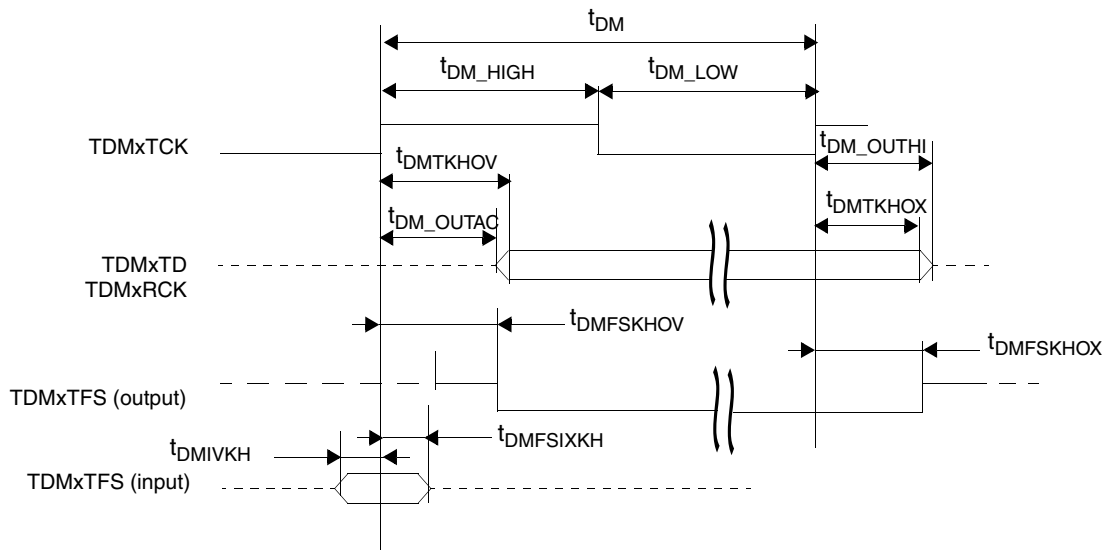 tDM
tDM_HIGH
tDM_LOW
TDMxTCK
tDMTKHOV
tDM_OUTHI
tDM_OUTAC
tDMTKHOX
TDMxTD
TDMxRCK
tDMFSKHOV
tDMFSKHOX
TDMxTFS (output)
tDMIVKH
tDMFSIXKH
TDMxTFS (input)